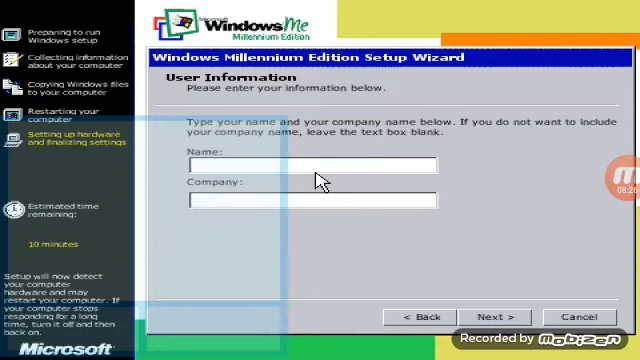 Microsoft
WindowsMe
Millennium Edition
Preparing to run
Windows setup
Collecting information
about your computer
Copying Windows files
to your computer
Restarting your
computer
Setting up hardware
and finalizing settings
Estimated time
remaining:
10 minutes
Setup will now detect
your computer
hardware and may
restart your computer. If
your computer stops
responding for a long
time, turn it off and then
back on.
Microsoft
Windows Millennium Edition Setup Wizard
User Information
Please enter your information below.
Type your name and your company name below. If you do not want to include
your company name, leave the text box blank.
Name:
Company:
< Back
Next >
Cancel
08:26
Recorded by mobizen